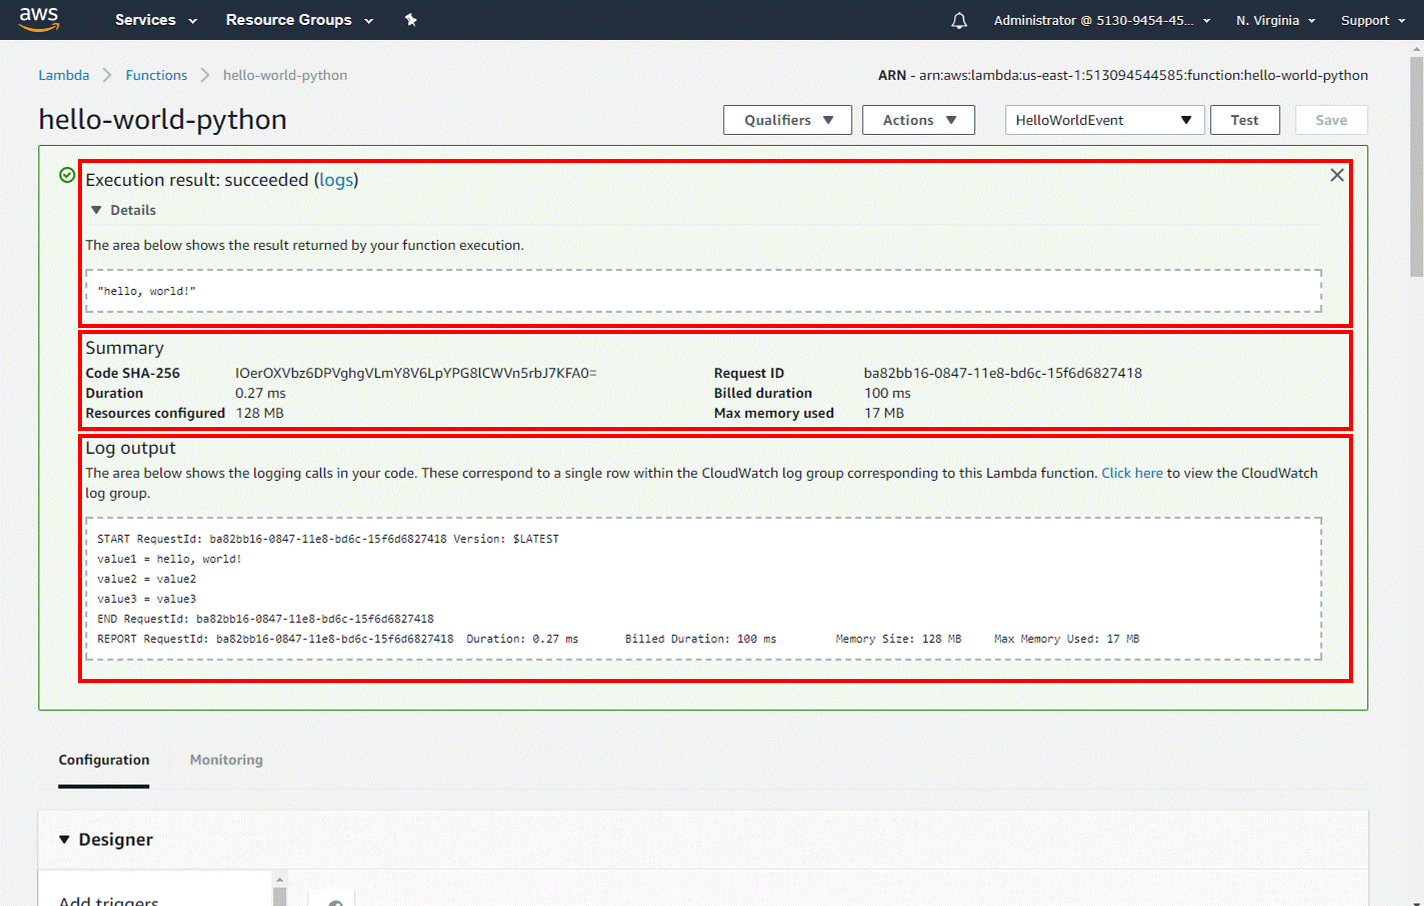 aws Services Resource Groups Administrator @ 5130-9454-45... N. Virginia Support
Lambda Functions hello-world-python ARN - arn:aws:lambda:us-east-1:513094544585:function:hello-world-python
hello-world-python Qualifiers Actions HelloWorldEvent Test Save
Execution result: succeeded (logs)
Details
The area below shows the result returned by your function execution.
"hello, world!"
Summary
Code SHA-256 IOerOXVbz6DPVghgVLmY8V6LpYPG8lCWVn5rbJ7KFA0= Request ID ba82bb16-0847-11e8-bd6c-15f6d6827418
Duration 0.27 ms Billed duration 100 ms
Resources configured 128 MB Max memory used 17 MB
Log output
The area below shows the logging calls in your code. These correspond to a single row within the CloudWatch log group corresponding to this Lambda function. Click here to view the CloudWatch
log group.
START RequestId: ba82bb16-0847-11e8-bd6c-15f6d6827418 Version: $LATEST
value1 = hello, world!
value2 = value2
value3 = value3
END RequestId: ba82bb16-0847-11e8-bd6c-15f6d6827418
REPORT RequestId: ba82bb16-0847-11e8-bd6c-15f6d6827418 Duration: 0.27 ms Billed Duration: 100 ms Memory Size: 128 MB Max Memory Used: 17 MB
Configuration Monitoring
Designer
Add triggers